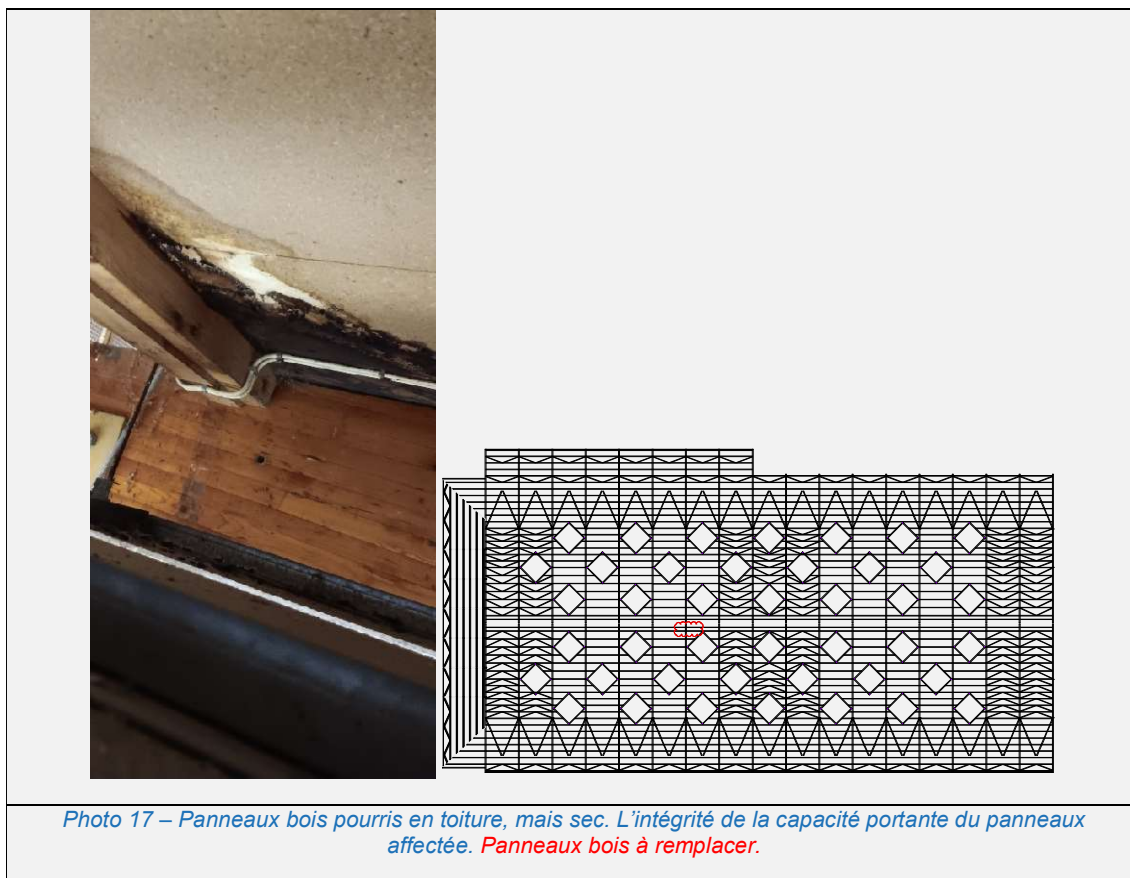 Photo 17 – Panneaux bois pourris en toiture, mais sec. L'intégrité de la capacité portante du panneaux
affectée. Panneaux bois à remplacer.